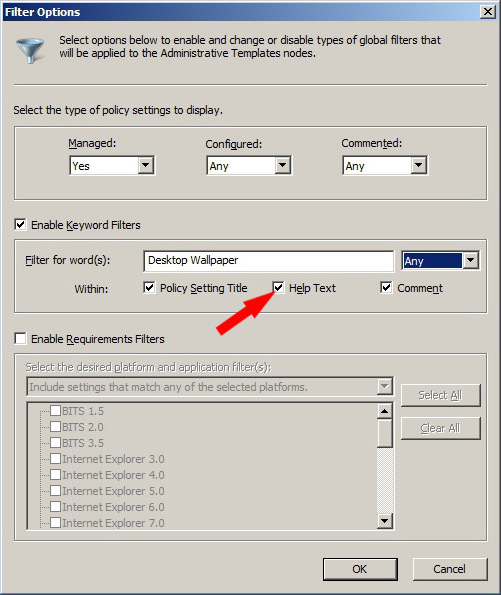 Filter Options
Select options below to enable and change or disable types of global filters that
will be applied to the Administrative Templates nodes.
Select the type of policy settings to display.
Managed: Configured: Commented:
Yes Any Any
Enable Keyword Filters
Filter for word(s): Desktop Wallpaper Any
Within: Policy Setting Title Help Text Comment
Enable Requirements Filters
Select the desired platform and application filter(s):
Include settings that match any of the selected platforms. Select All
BITS 1.5
BITS 2.0 Clear All
BITS 3.5
Internet Explorer 3.0
Internet Explorer 4.0
Internet Explorer 5.0
Internet Explorer 6.0
Internet Explorer 7.0
OK Cancel